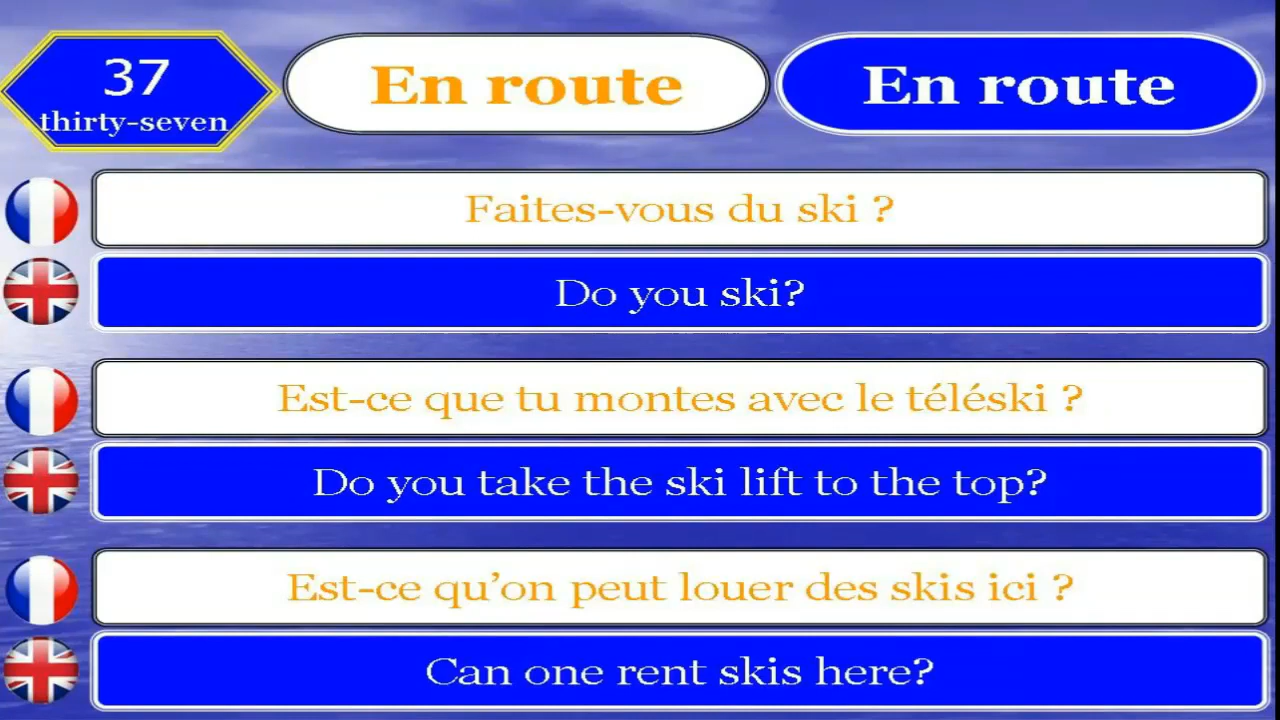 37
thirty-seven
En route
En route
Faites-vous du ski ?
Do you ski?
Est-ce que tu montes avec le téléski ?
Do you take the ski lift to the top?
Est-ce qu’on peut louer des skis ici ?
Can one rent skis here?